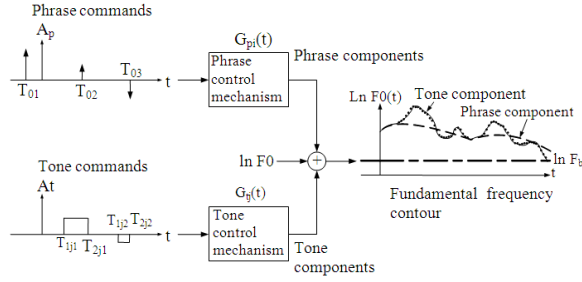 Phrase commands
Ap
T01
T02
T03
t
Gpi(t)
Phrase
control
mechanism
Phrase components
Tone commands
At
T1j1
T2j1
T1j2 T2j2
t
Gtj(t)
Tone
control
mechanism
Tone
components
ln F0
+
Ln F0(t)
Tone component
Phrase component
ln Fb
t
Fundamental frequency
contour